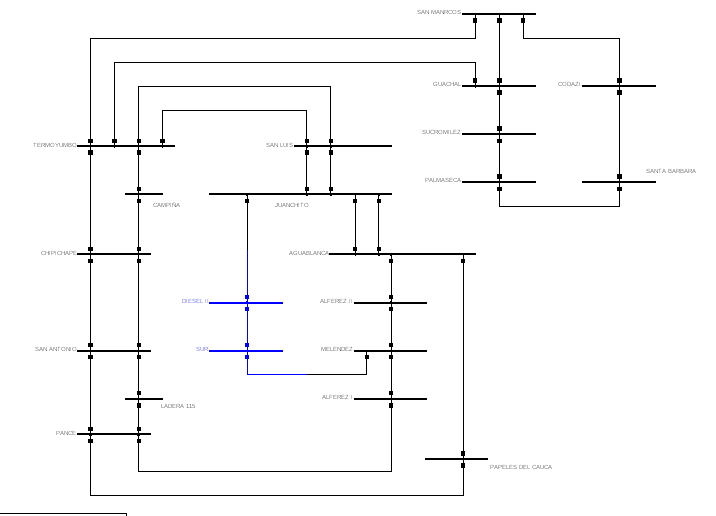 SAN MARCOS
GUACHAL
CODAZI
SUCROMILEZ
TERMOYUMBO
SAN LUIS
SANTA BARBARA
PALMASECA
CAMPIÑA
JUANCHITO
CHIPICHAPE
AGUABLANCA
DIESEL II
ALFEREZ II
SAN ANTONIO
SUR
MELENDEZ
ALFEREZ I
LADERA 115
PANCE
PAPELES DEL CAUCA